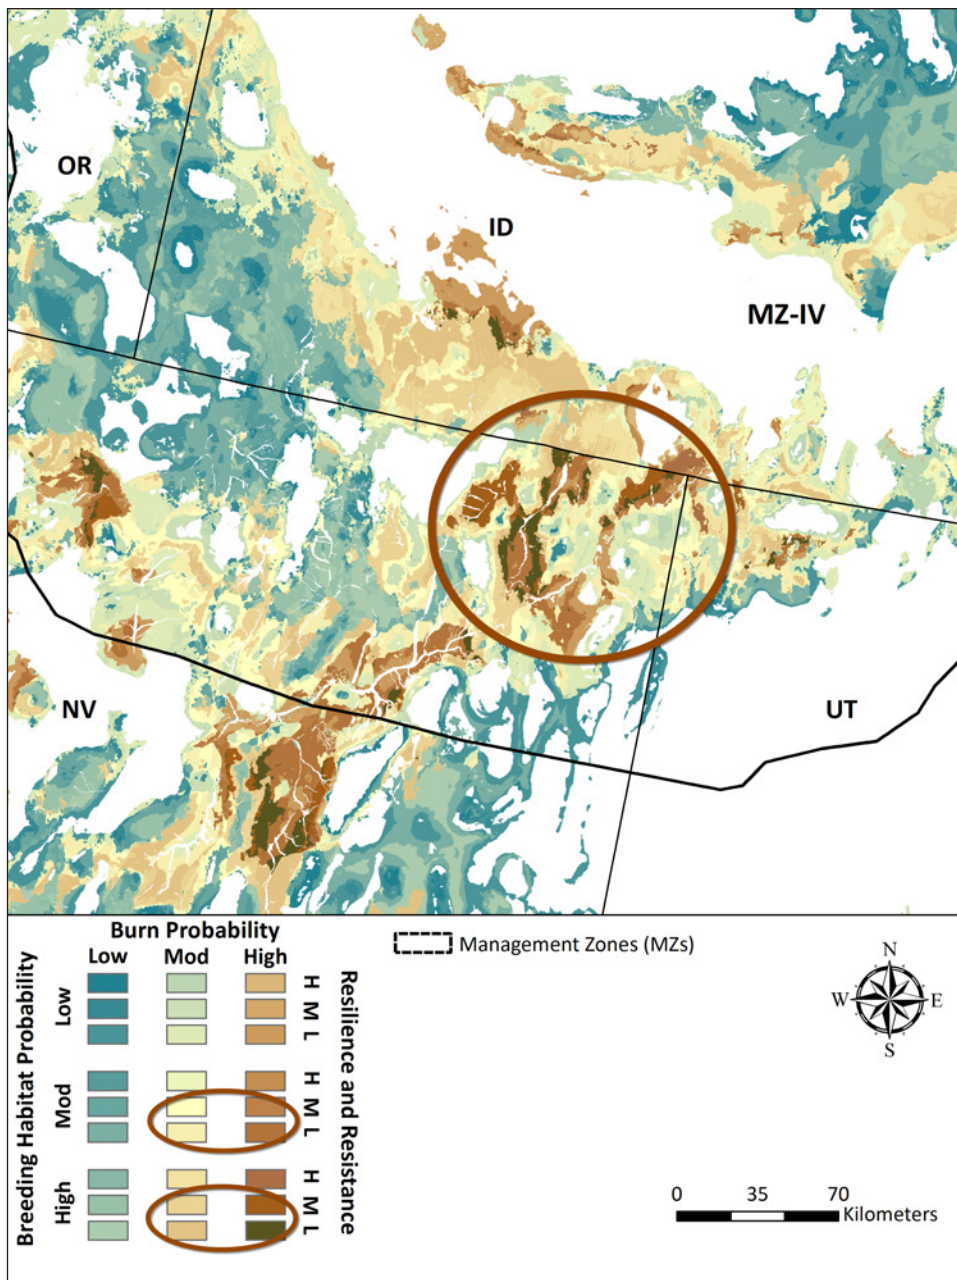 OR
ID
MZ-IV
NV
UT
Burn Probability
Low Mod High
Breeding Habitat Probability
Low
Mod
High
H
M
L
H
M
L
H
M
L
Resilience and Resistance
Management Zones (MZs)
N
W E
S
0 35 70
Kilometers